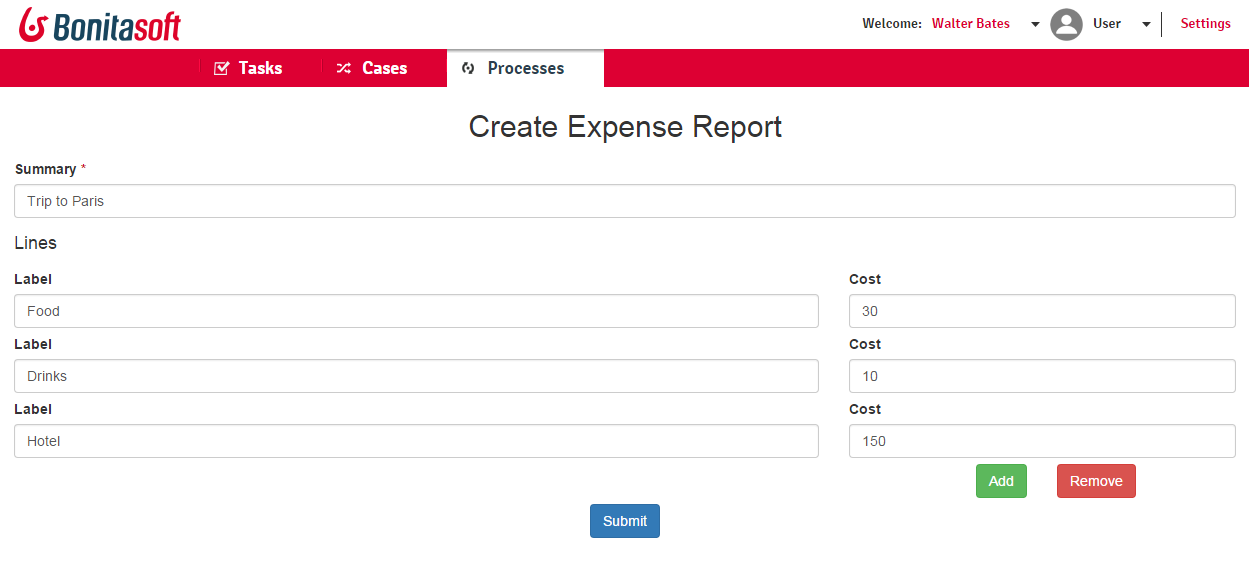 Bonitasoft Welcome: Walter Bates User Settings
Tasks Cases Processes
Create Expense Report
Summary *
Trip to Paris
Lines
Label Cost
Food 30
Label Cost
Drinks 10
Label Cost
Hotel 150
Add Remove
Submit